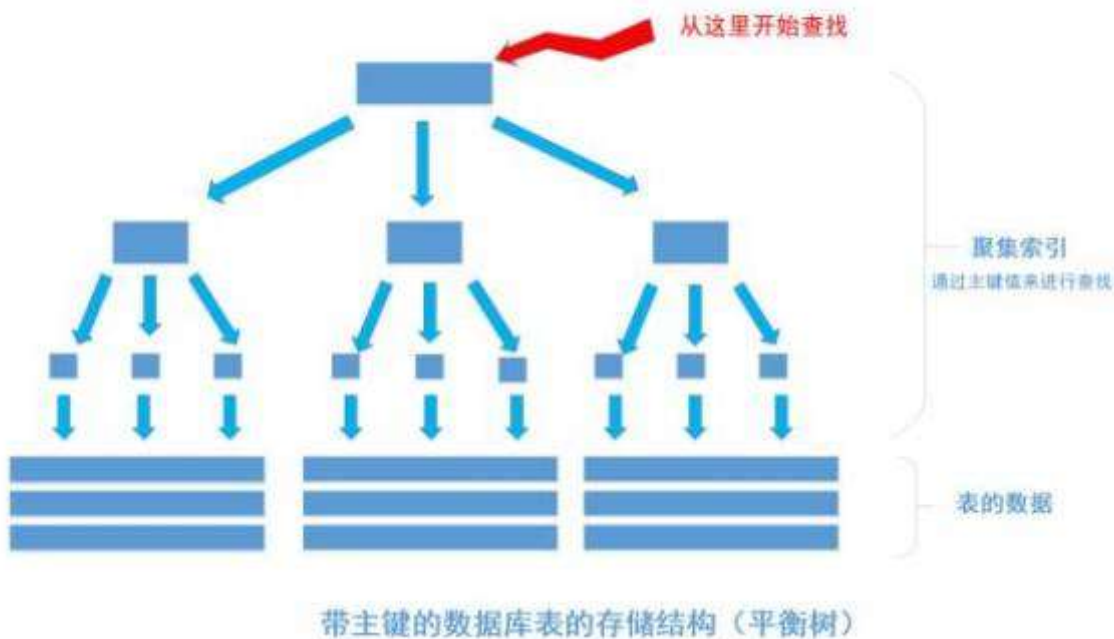 从这里开始查找
聚集索引
通过主键值来进行查找
表的数据
带主键的数据库表的存储结构（平衡树）